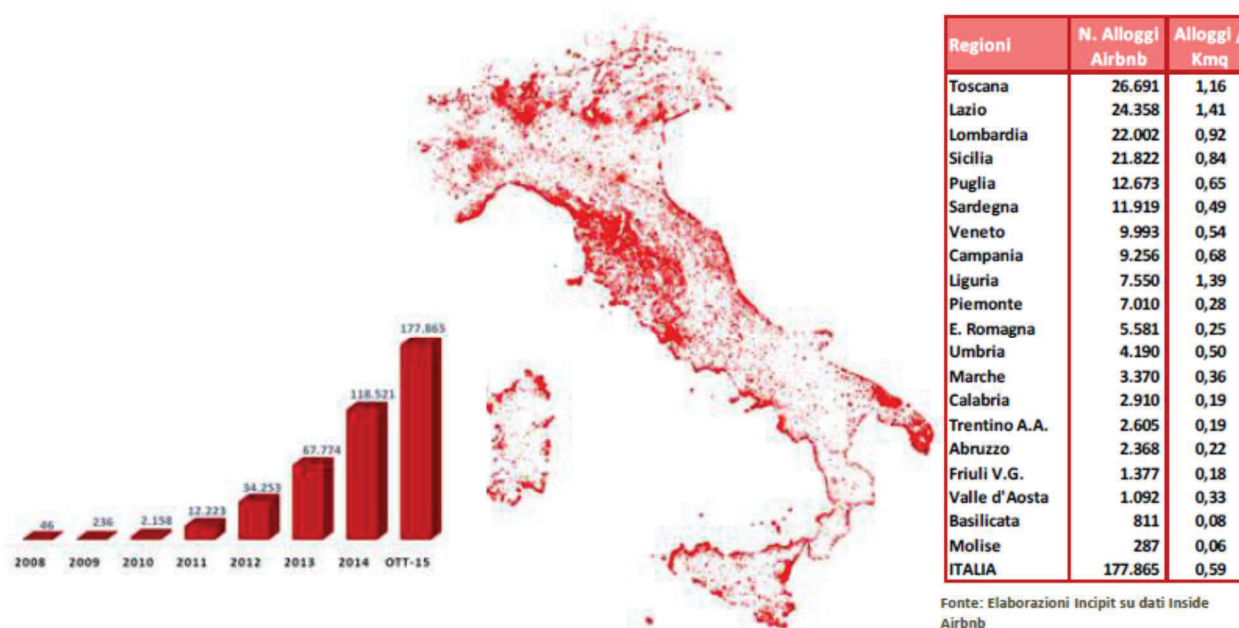 177.865
118.521
67.774
34.253
12.223
2.158
236
46
2008 2009 2010 2011 2012 2013 2014 OTT-15
Regioni N. Alloggi Airbnb Alloggi / Kmq
Toscana 26.691 1,16
Lazio 24.358 1,41
Lombardia 22.002 0,92
Sicilia 21.822 0,84
Puglia 12.673 0,65
Sardegna 11.919 0,49
Veneto 9.993 0,54
Campania 9.256 0,68
Liguria 7.550 1,39
Piemonte 7.010 0,28
E. Romagna 5.581 0,25
Umbria 4.190 0,50
Marche 3.370 0,36
Calabria 2.910 0,19
Trentino A.A. 2.605 0,19
Abruzzo 2.368 0,22
Friuli V.G. 1.377 0,18
Valle d'Aosta 1.092 0,33
Basilicata 811 0,08
Molise 287 0,06
ITALIA 177.865 0,59
Fonte: Elaborazioni Incipit su dati Inside
Airbnb